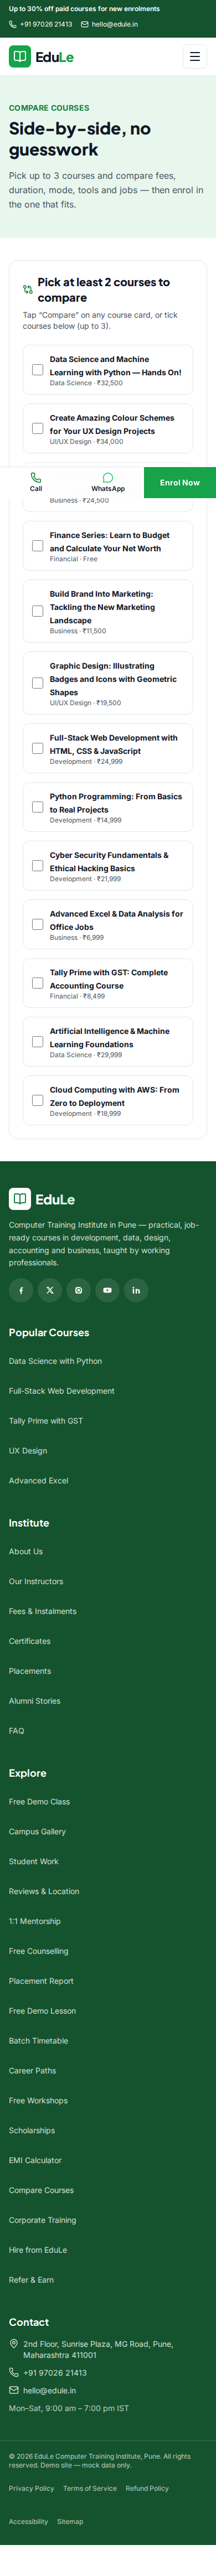 Up to 30% off paid courses for new enrolments
+91 97026 21413 hello@edule.in
EduLe
COMPARE COURSES
Side-by-side, no
guesswork
Pick up to 3 courses and compare fees,
duration, mode, tools and jobs — then enrol in
the one that fits.
Pick at least 2 courses to
compare
Tap “Compare” on any course card, or tick
courses below (up to 3).
Data Science and Machine
Learning with Python — Hands On!
Data Science · ₹32,500
Create Amazing Colour Schemes
for Your UX Design Projects
UI/UX Design · ₹34,000
Call
WhatsApp
Enrol Now
Business · ₹24,500
Finance Series: Learn to Budget
and Calculate Your Net Worth
Financial · Free
Build Brand Into Marketing:
Tackling the New Marketing
Landscape
Business · ₹11,500
Graphic Design: Illustrating
Badges and Icons with Geometric
Shapes
UI/UX Design · ₹19,500
Full-Stack Web Development with
HTML, CSS & JavaScript
Development · ₹24,999
Python Programming: From Basics
to Real Projects
Development · ₹14,999
Cyber Security Fundamentals &
Ethical Hacking Basics
Development · ₹21,999
Advanced Excel & Data Analysis for
Office Jobs
Business · ₹6,999
Tally Prime with GST: Complete
Accounting Course
Financial · ₹8,499
Artificial Intelligence & Machine
Learning Foundations
Data Science · ₹29,999
Cloud Computing with AWS: From
Zero to Deployment
Development · ₹18,999
EduLe
Computer Training Institute in Pune — practical, job-
ready courses in development, data, design,
accounting and business, taught by working
professionals.
Popular Courses
Data Science with Python
Full-Stack Web Development
Tally Prime with GST
UX Design
Advanced Excel
Institute
About Us
Our Instructors
Fees & Instalments
Certificates
Placements
Alumni Stories
FAQ
Explore
Free Demo Class
Campus Gallery
Student Work
Reviews & Location
1:1 Mentorship
Free Counselling
Placement Report
Free Demo Lesson
Batch Timetable
Career Paths
Free Workshops
Scholarships
EMI Calculator
Compare Courses
Corporate Training
Hire from EduLe
Refer & Earn
Contact
2nd Floor, Sunrise Plaza, MG Road, Pune,
Maharashtra 411001
+91 97026 21413
hello@edule.in
Mon–Sat, 9:00 am – 7:00 pm IST
© 2026 EduLe Computer Training Institute, Pune. All rights
reserved. Demo site — mock data only.
Privacy Policy Terms of Service Refund Policy
Accessibility Sitemap